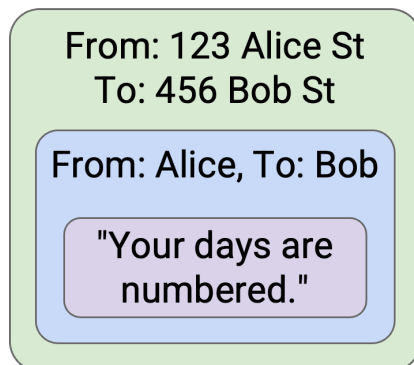 From: 123 Alice St
To: 456 Bob St
From: Alice, To: Bob
"Your days are
numbered."